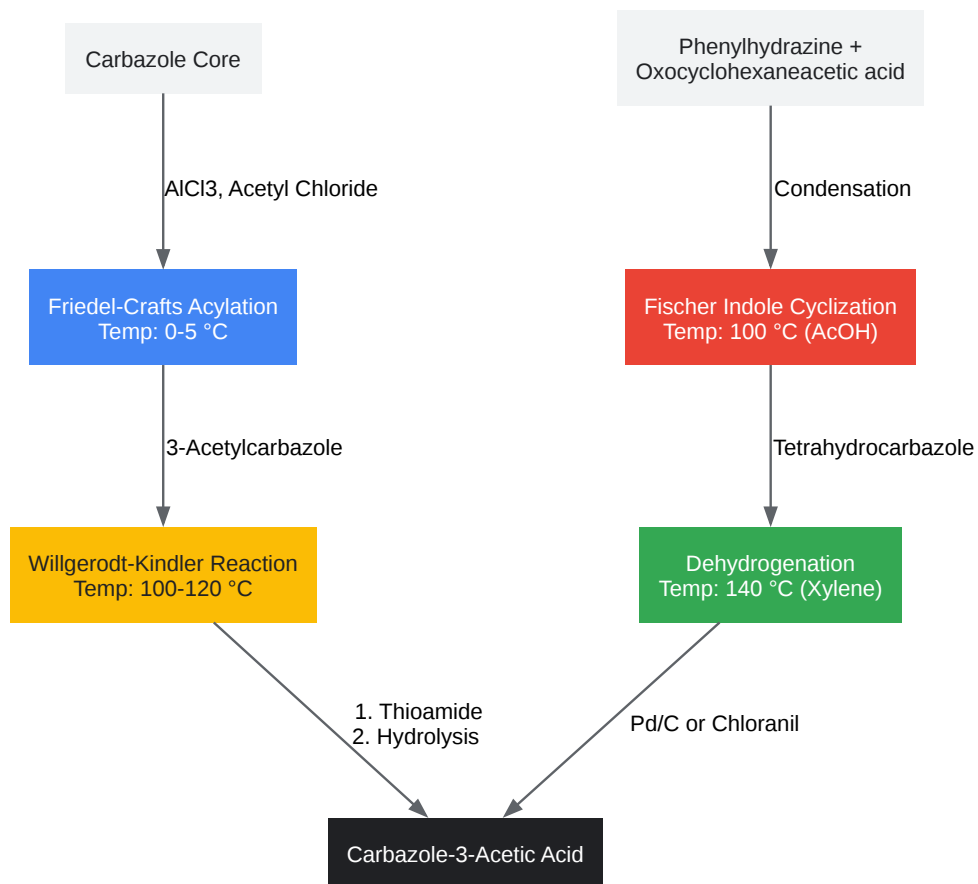 Carbazole Core
Phenylhydrazine +
Oxocyclohexaneacetic acid
AlCl3, Acetyl Chloride
Condensation
Friedel-Crafts Acylation
Temp: 0-5 °C
Fischer Indole Cyclization
Temp: 100 °C (AcOH)
3-Acetylcarbazole
Tetrahydrocarbazole
Willgerodt-Kindler Reaction
Temp: 100-120 °C
Dehydrogenation
Temp: 140 °C (Xylene)
1. Thioamide
2. Hydrolysis
Pd/C or Chloranil
Carbazole-3-Acetic Acid